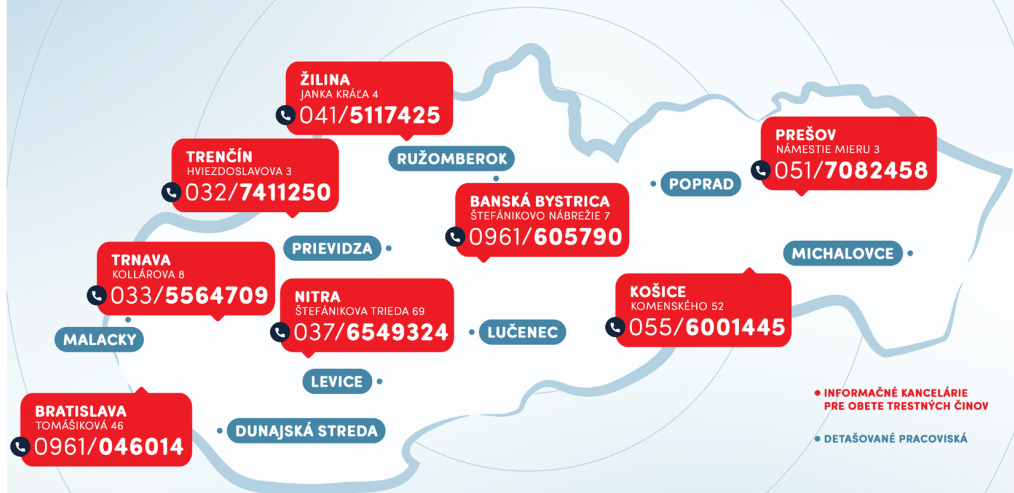 ŽILINA
JANKA KRÁĽA 4
041/5117425
RUŽOMBEROK
PREŠOV
NÁMESTIE MIERU 3
051/7082458
TRENČÍN
HVIEZDOSLAVOVA 3
032/7411250
POPRAD
BANSKÁ BYSTRICA
ŠTEFÁNIKOVO NÁBREŽIE 7
0961/605790
PRIEVIDZA
MICHALOVCE
TRNAVA
KOLLÁROVA 8
033/5564709
NITRA
ŠTEFÁNIKOVA TRIEDA 69
037/6549324
KOŠICE
KOMENSKÉHO 52
055/6001445
MALACKY
LUČENEC
LEVICE
BRATISLAVA
TOMÁŠIKOVÁ 46
0961/046014
DUNAJSKÁ STREDA
INFORMAČNÉ KANCELÁRIE
PRE OBETE TRESTNÝCH ČINOV
DETAŠOVANÉ PRACOVISKÁ